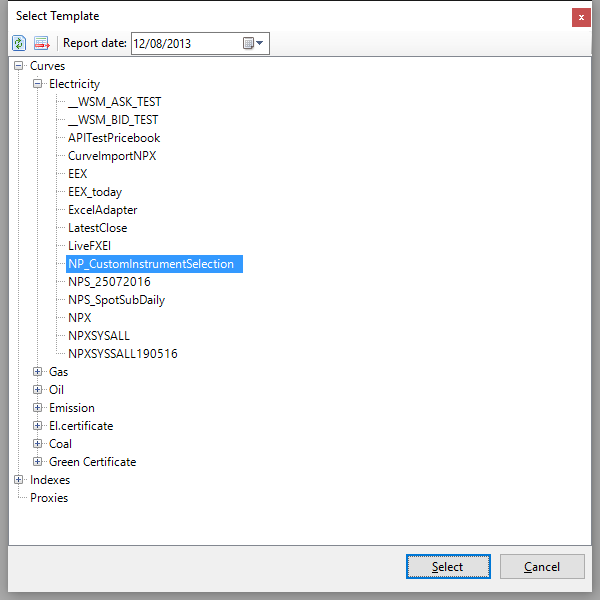 Select Template
x
Report date: 12/08/2013
Curves
Electricity
__WSM_ASK_TEST
__WSM_BID_TEST
APITestPricebook
CurveImportNPX
EEX
EEX_today
ExcelAdapter
LatestClose
LiveFXEI
NP_CustomInstrumentSelection
NPS_25072016
NPS_SpotSubDaily
NPX
NPXSYSALL
NPXSYSSALL190516
Gas
Oil
Emission
El.certificate
Coal
Green Certificate
Indexes
Proxies
Select Cancel